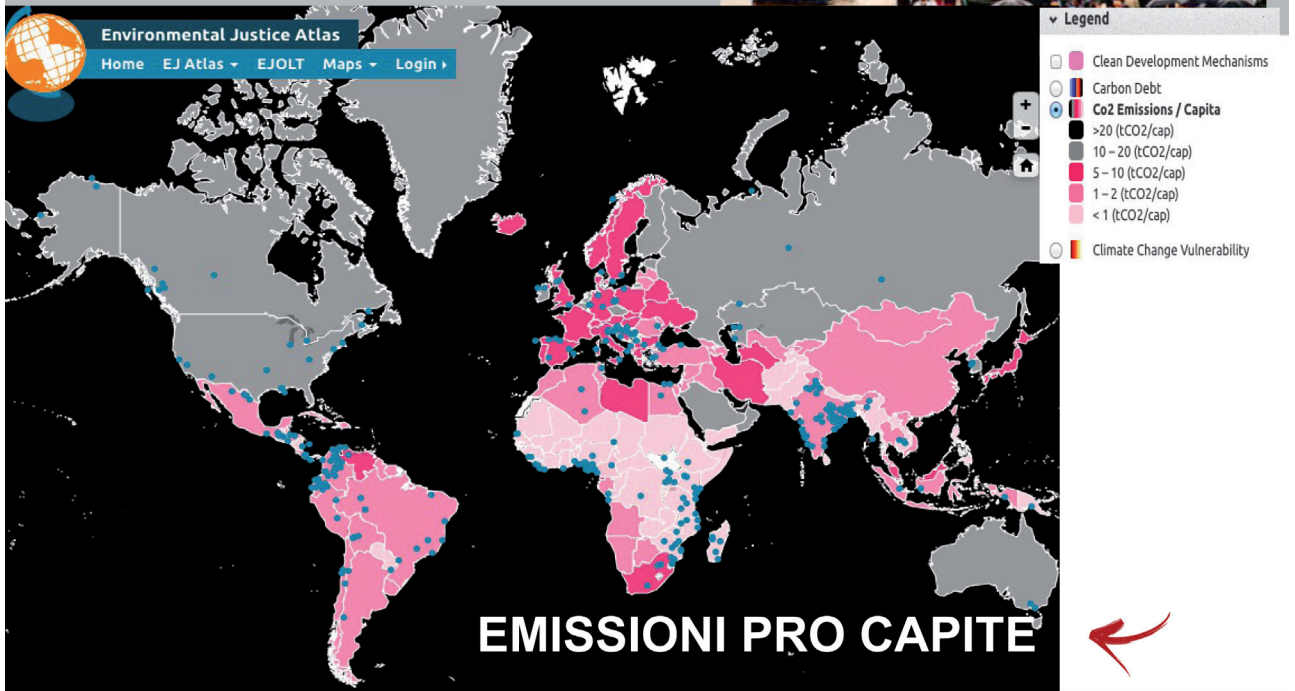 Environmental Justice Atlas
Home EJ Atlas EJOLT Maps Login
Legend
Clean Development Mechanisms
Carbon Debt
Co2 Emissions / Capita
>20 (tCO2/cap)
10 – 20 (tCO2/cap)
5 – 10 (tCO2/cap)
1 – 2 (tCO2/cap)
< 1 (tCO2/cap)
Climate Change Vulnerability
+
-
EMISSIONI PRO CAPITE